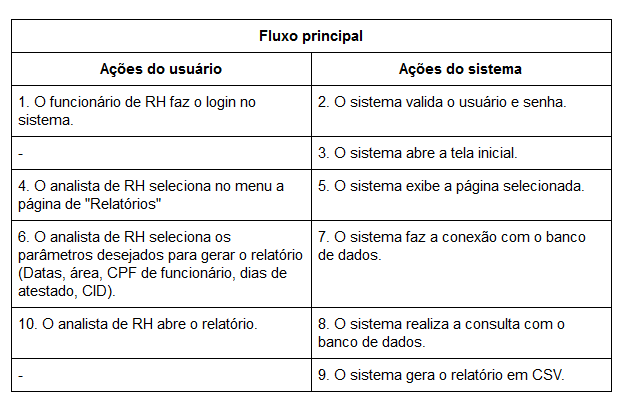 Fluxo principal
Ações do usuário
Ações do sistema
1. O funcionário de RH faz o login no
sistema.
2. O sistema valida o usuário e senha.
-
3. O sistema abre a tela inicial.
4. O analista de RH seleciona no menu a
página de "Relatórios"
5. O sistema exibe a página selecionada.
6. O analista de RH seleciona os
parâmetros desejados para gerar o relatório
(Datas, área, CPF de funcionário, dias de
atestado, CID).
7. O sistema faz a conexão com o banco
de dados.
10. O analista de RH abre o relatório.
8. O sistema realiza a consulta com o
banco de dados.
-
9. O sistema gera o relatório em CSV.